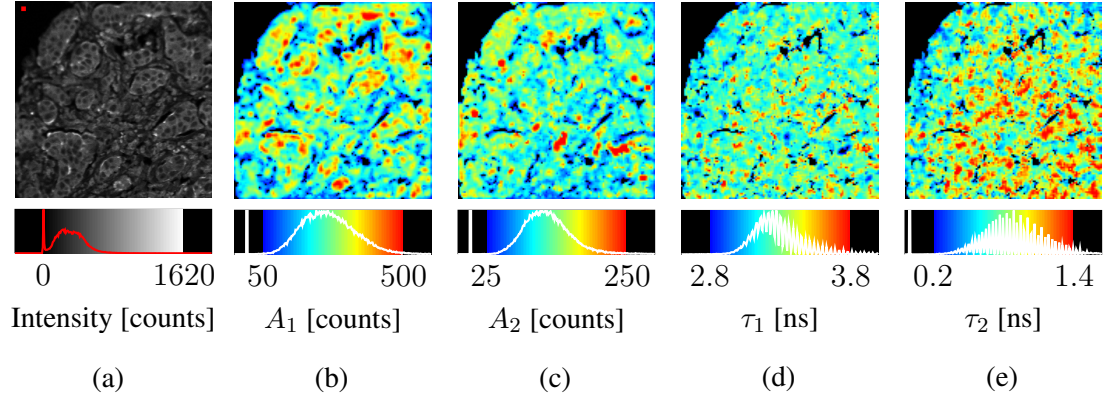 0 1620 50 500 25 250 2.8 3.8 0.2 1.4
Intensity [counts] A₁ [counts] A₂ [counts] τ₁ [ns] τ₂ [ns]
(a) (b) (c) (d) (e)